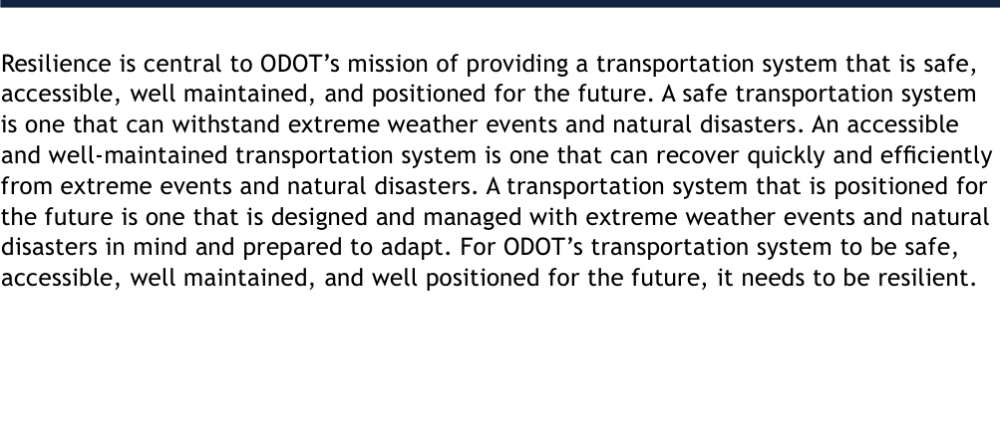 Resilience is central to ODOT’s mission of providing a transportation system that is safe,
accessible, well maintained, and positioned for the future. A safe transportation system
is one that can withstand extreme weather events and natural disasters. An accessible
and well-maintained transportation system is one that can recover quickly and efficiently
from extreme events and natural disasters. A transportation system that is positioned for
the future is one that is designed and managed with extreme weather events and natural
disasters in mind and prepared to adapt. For ODOT’s transportation system to be safe,
accessible, well maintained, and well positioned for the future, it needs to be resilient.